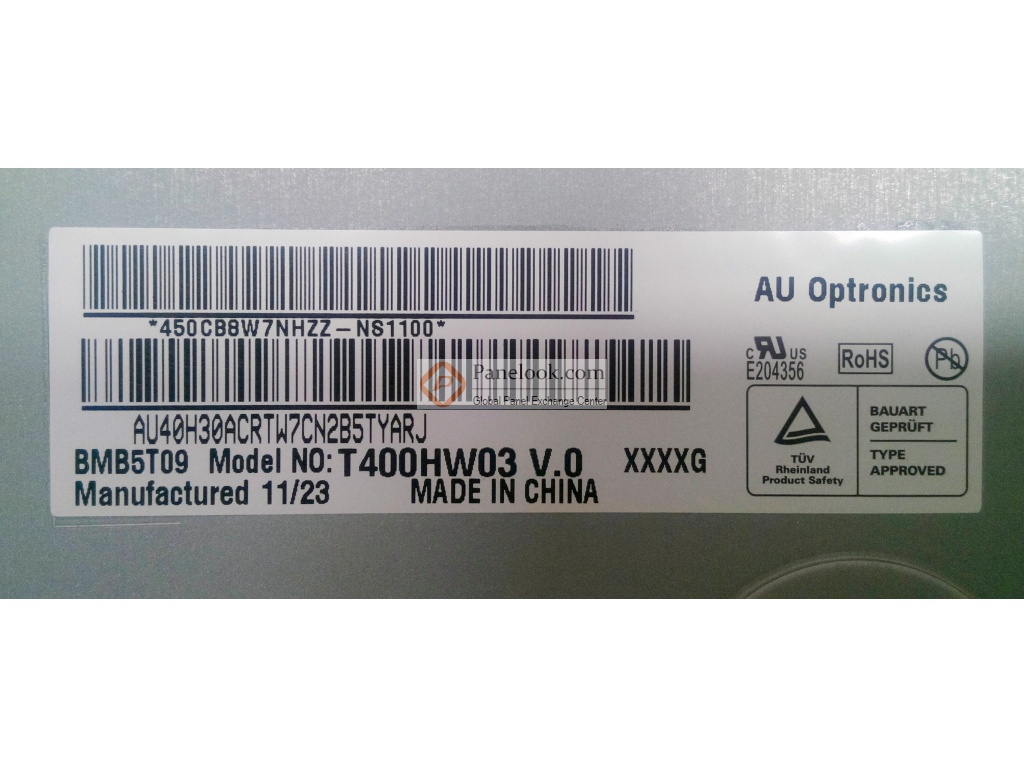 AU Optronics
*450CB8W7NHZZ-NS1100*
c RU US
E204356
RoHS
Pb
Panelook.com
Global Panel Exchange Center
AU40H30ACRTW7CN2B5TYARJ
BMB5T09 Model NO: T400HW03 V.0 XXXXG
Manufactured 11/23 MADE IN CHINA
TÜV
Rheinland
Product Safety
BAUART
GEPRÜFT
TYPE
APPROVED